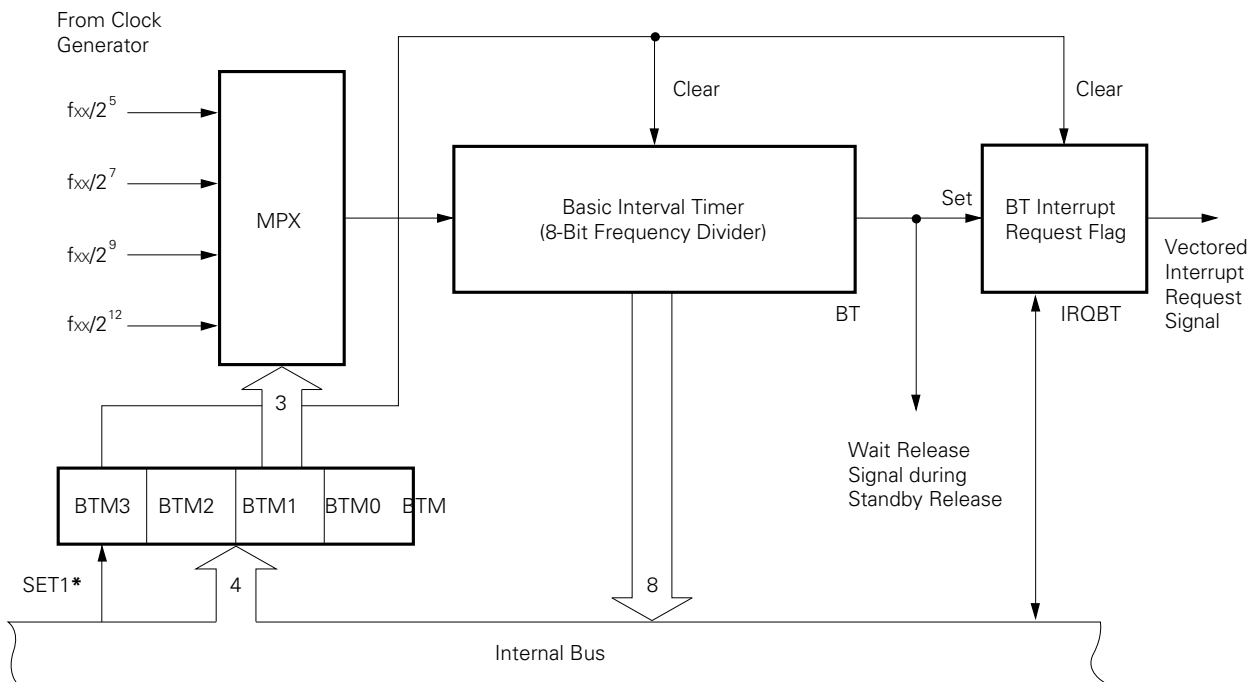 From Clock
Generator
fxx/2^5
fxx/2^7
fxx/2^9
fxx/2^12
MPX
Clear
Clear
Basic Interval Timer
(8-Bit Frequency Divider)
BT
Set
BT Interrupt
Request Flag
IRQBT
Vectored
Interrupt
Request
Signal
3
Wait Release
Signal during
Standby Release
BTM3 BTM2 BTM1 BTM0 BTM
SET1*
4
8
Internal Bus